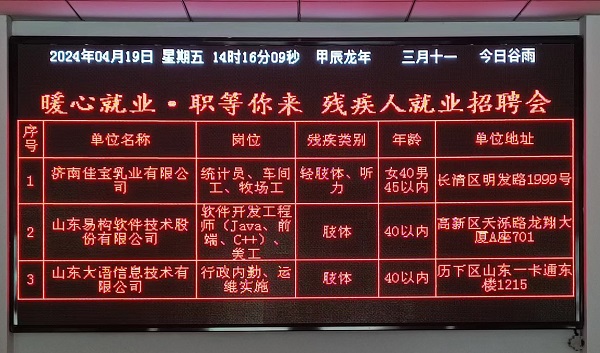 2024年04月19日 星期五 14时16分09秒 甲辰龙年 三月十一 今日谷雨
暖心就业·职等你来 残疾人就业招聘会
序号 单位名称 岗位 残疾类别 年龄 单位地址
1 济南佳宝乳业有限公司 统计员、车间工、牧场工 轻肢体、听力 女40男45以内 长清区明发路1999号
2 山东易构软件技术股份有限公司 软件开发工程师（Java、前端、C++）、美工 肢体 40以内 高新区天泺路龙翔大厦A座701
3 山东大语信息技术有限公司 行政内勤、运维实施 肢体 40以内 历下区山东一卡通东楼1215